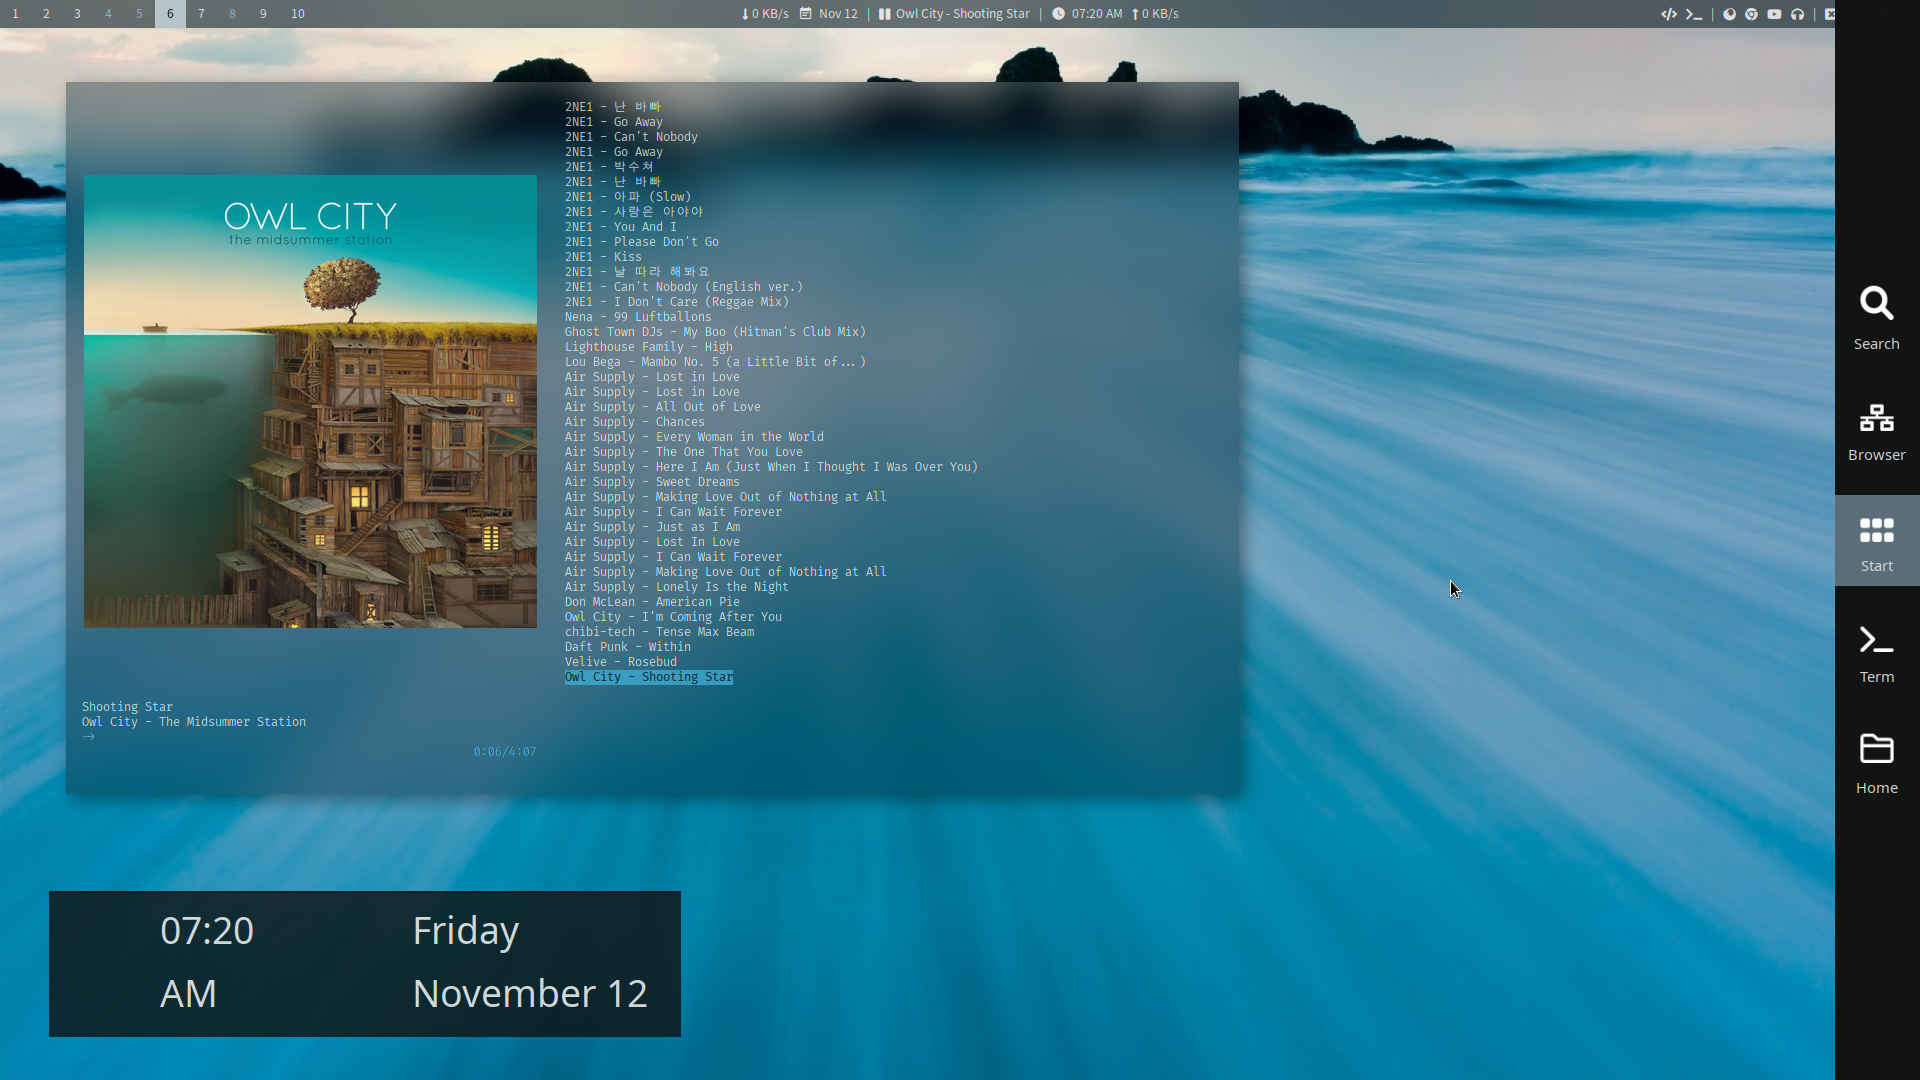 1 2 3 4 5 6 7 8 9 10
0 KB/s Nov 12 | Owl City - Shooting Star | 07:20 AM 0 KB/s
2NE1 - 난 바빠
2NE1 - Go Away
2NE1 - Can't Nobody
2NE1 - Go Away
2NE1 - 박수쳐
2NE1 - 난 바빠
2NE1 - 아파 (Slow)
2NE1 - 사랑은 아야야
2NE1 - You And I
2NE1 - Please Don't Go
2NE1 - Kiss
2NE1 - 날 따라 해봐요
2NE1 - Can't Nobody (English ver.)
2NE1 - I Don't Care (Reggae Mix)
Nena - 99 Luftballons
Ghost Town DJs - My Boo (Hitman's Club Mix)
Lighthouse Family - High
Lou Bega - Mambo No. 5 (a Little Bit of...)
Air Supply - Lost in Love
Air Supply - Lost in Love
Air Supply - All Out of Love
Air Supply - Chances
Air Supply - Every Woman in the World
Air Supply - The One That You Love
Air Supply - Here I Am (Just When I Thought I Was Over You)
Air Supply - Sweet Dreams
Air Supply - Making Love Out of Nothing at All
Air Supply - I Can Wait Forever
Air Supply - Just as I Am
Air Supply - Lost In Love
Air Supply - I Can Wait Forever
Air Supply - Making Love Out of Nothing at All
Air Supply - Lonely Is the Night
Don McLean - American Pie
Owl City - I'm Coming After You
chibi-tech - Tense Max Beam
Daft Punk - Within
Velive - Rosebud
Owl City - Shooting Star
OWL CITY
the midsummer station
Shooting Star
Owl City - The Midsummer Station
->
0:06/4:07
07:20
AM
Friday
November 12
Search
Browser
Start
Term
Home